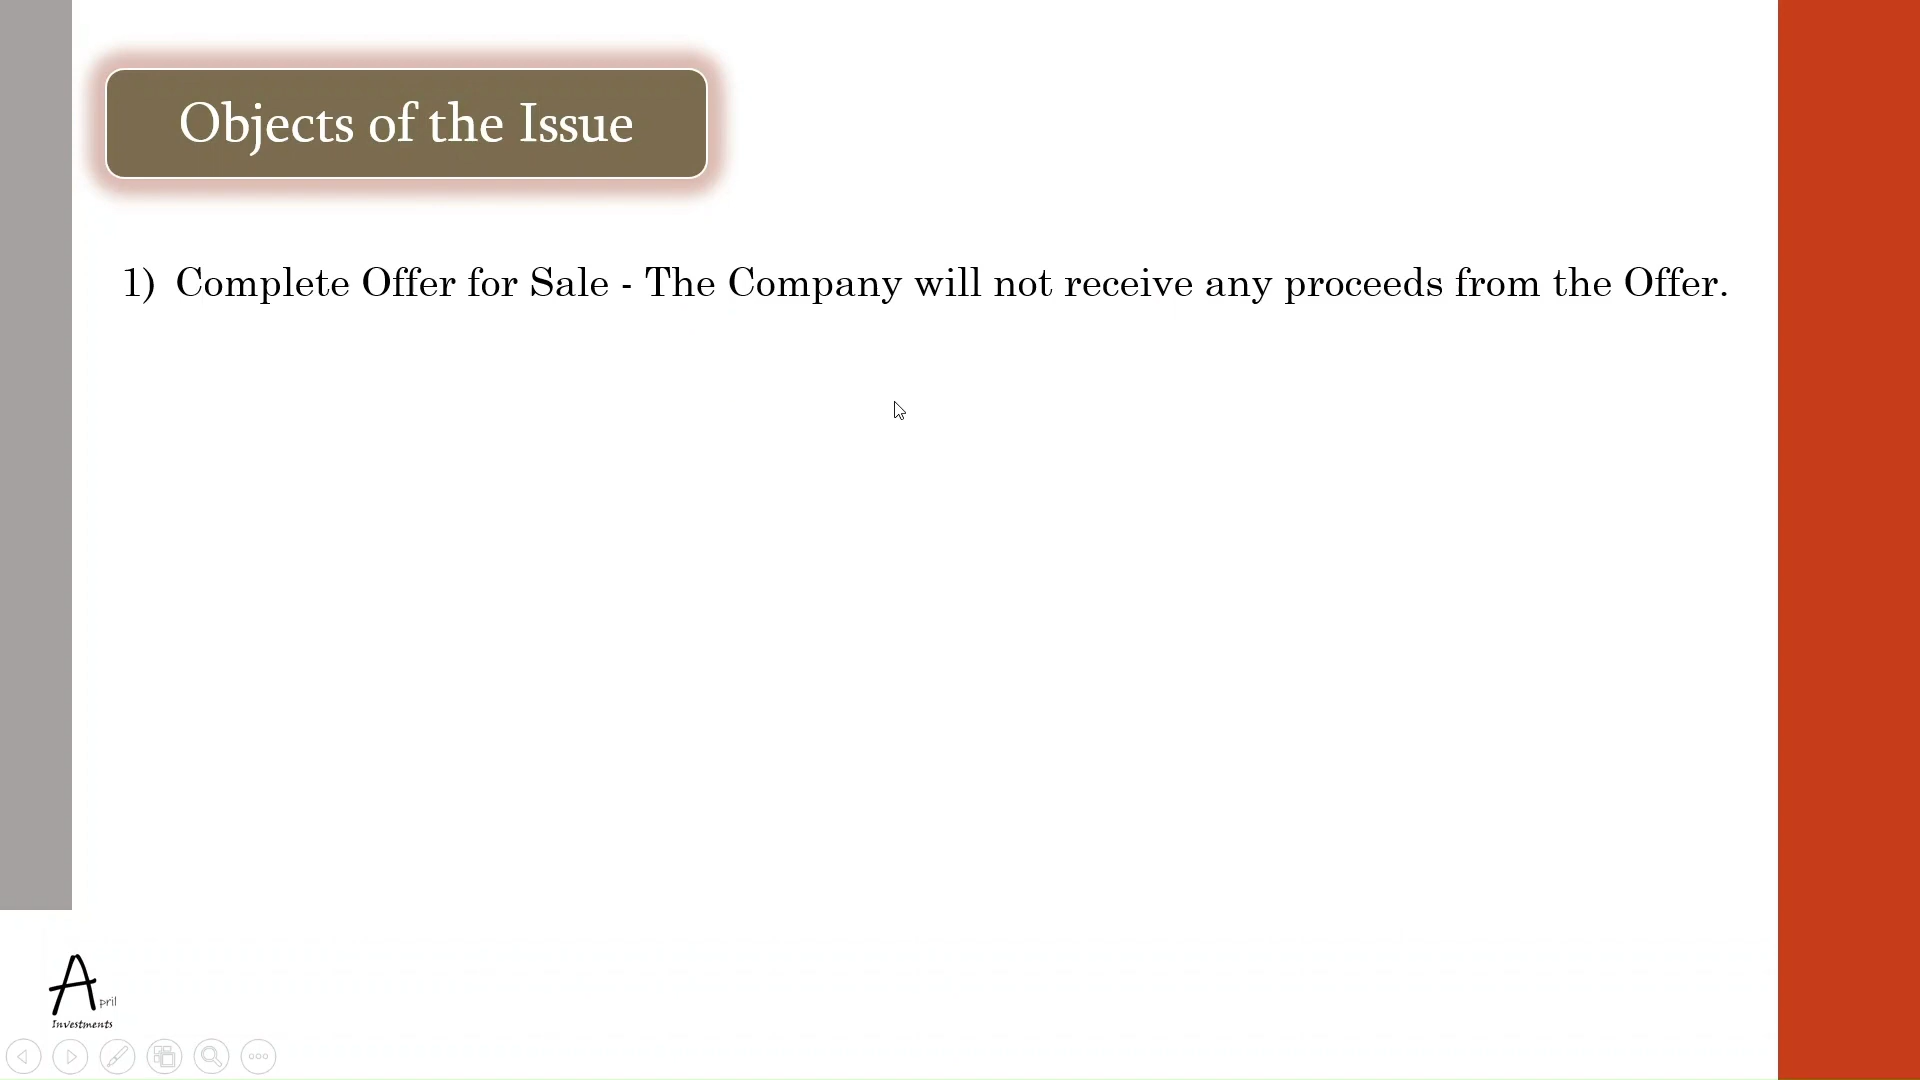 Objects of the Issue
1) Complete Offer for Sale - The Company will not receive any proceeds from the Offer.
April
Investments